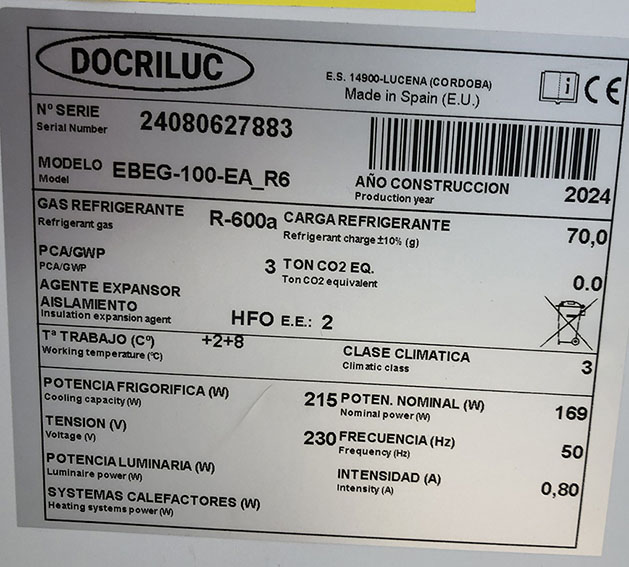 DOCRILUC
E.S. 14900-LUCENA (CORDOBA)
Made in Spain (E.U.)
i CE
Nº SERIE
Serial Number
24080627883
MODELO
Model
EBEG-100-EA_R6
AÑO CONSTRUCCION
Production year
2024
GAS REFRIGERANTE
Refrigerant gas
R-600a
CARGA REFRIGERANTE
Refrigerant charge ±10% (g)
70,0
PCA/GWP
PCA/GWP
3
TON CO2 EQ.
Ton CO2 equivalent
0.0
AGENTE EXPANSOR
AISLAMIENTO
Insulation expansion agent
HFO E.E.: 2
Tª TRABAJO (Cº)
Working temperature (ºC)
+2+8
CLASE CLIMATICA
Climatic class
3
POTENCIA FRIGORIFICA (W)
Cooling capacity (W)
215
POTEN. NOMINAL (W)
Nominal power (W)
169
TENSION (V)
Voltage (V)
230
FRECUENCIA (Hz)
Frequency (Hz)
50
POTENCIA LUMINARIA (W)
Luminaire power (W)
INTENSIDAD (A)
Intensity (A)
0,80
SYSTEMAS CALEFACTORES (W)
Heating systems power (W)